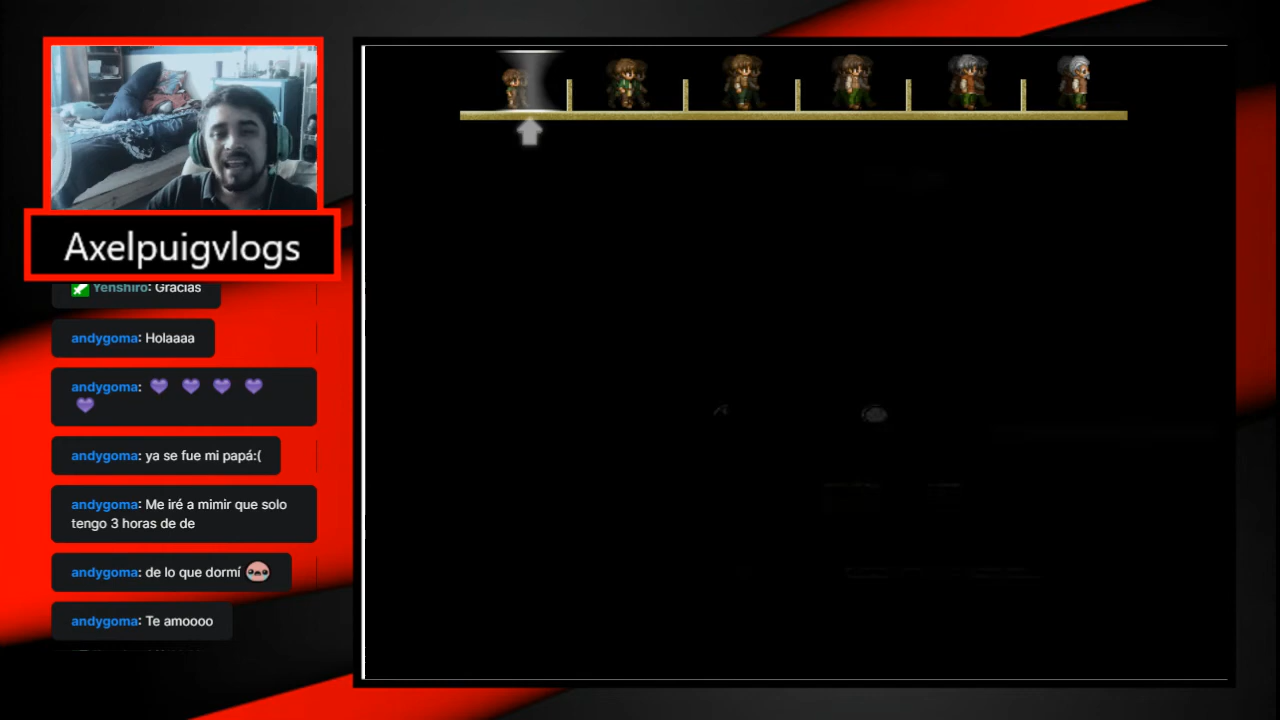 Axelpuigvlogs
Yenshiro: Gracias
andygoma: Holaaaa
andygoma:
andygoma: ya se fue mi papá:(
andygoma: Me iré a mimir que solo
tengo 3 horas de de
andygoma: de lo que dormí
andygoma: Te amoooo